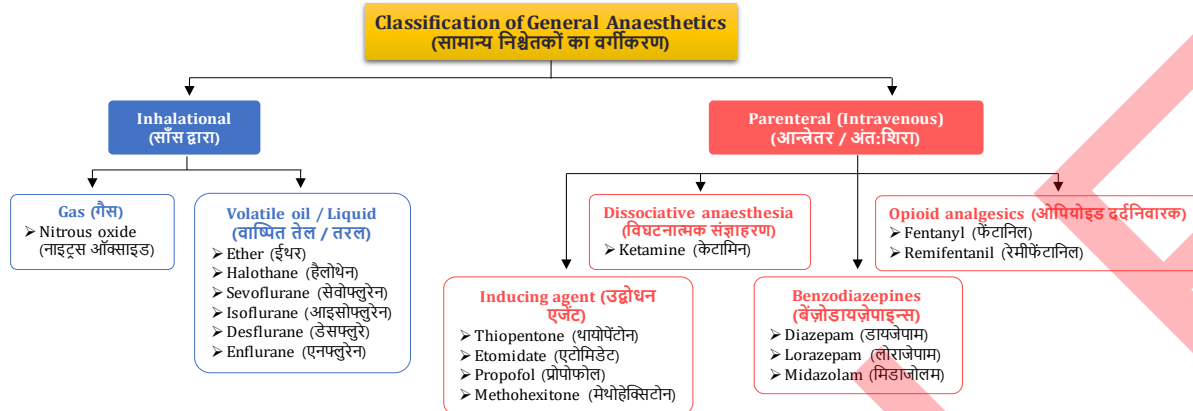 Classification of General Anaesthetics
(सामान्य निश्चेतकों का वर्गीकरण)
Inhalational
(साँस द्वारा)
Parenteral (Intravenous)
(आन्त्रेतर / अंत:शिरा)
Gas (गैस)
➢ Nitrous oxide
(नाइट्रस ऑक्साइड)
Volatile oil / Liquid
(वाष्पित तेल / तरल)
➢ Ether (ईथर)
➢ Halothane (हैलोथेन)
➢ Sevoflurane (सेवोफ्लुरेन)
➢ Isoflurane (आइसोफ्लुरेन)
➢ Desflurane (डेसफ्लुरे)
➢ Enflurane (एनफ्लुरेन)
Dissociative anaesthesia
(विघटनात्मक संज्ञाहरण)
➢ Ketamine (केटामिन)
Opioid analgesics (ओपियोइड दर्दनिवारक)
➢ Fentanyl (फेंटानिल)
➢ Remifentanil (रेमीफेंटानिल)
Inducing agent (उद्बोधन
एजेंट)
➢ Thiopentone (थायोपेंटोन)
➢ Etomidate (एटोमिडेट)
➢ Propofol (प्रोपोफोल)
➢ Methohexitone (मेथोहेक्सिटोन)
Benzodiazepines
(बेंज़ोडायज़ेपाइन्स)
➢ Diazepam (डायजेपाम)
➢ Lorazepam (लोराजेपाम)
➢ Midazolam (मिडाजोलम)